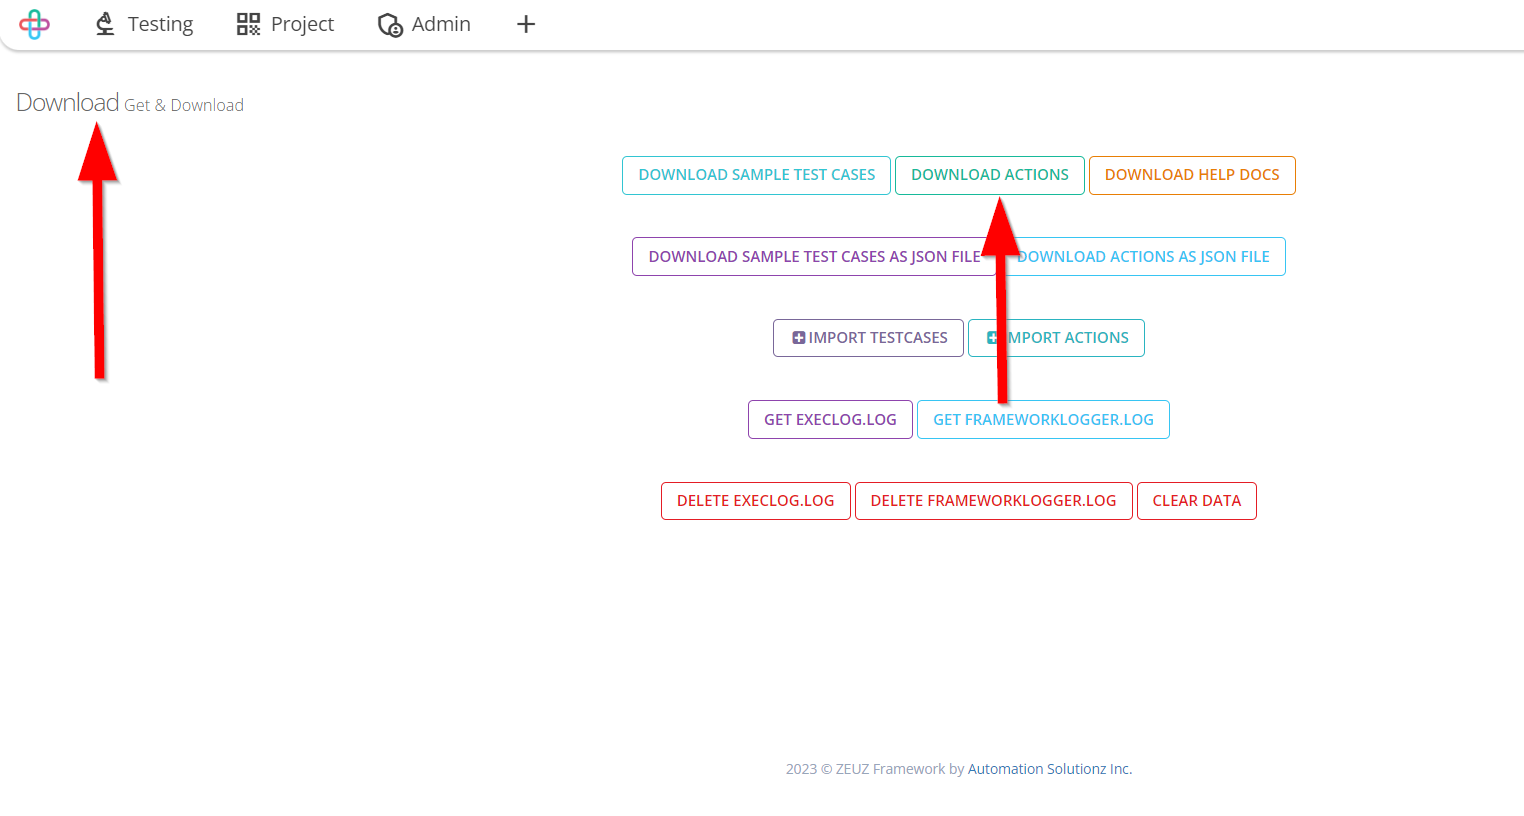 Testing Project Admin
Download Get & Download
DOWNLOAD SAMPLE TEST CASES DOWNLOAD ACTIONS DOWNLOAD HELP DOCS
DOWNLOAD SAMPLE TEST CASES AS JSON FILE DOWNLOAD ACTIONS AS JSON FILE
IMPORT TESTCASES IMPORT ACTIONS
GET EXECLOG.LOG GET FRAMEWORKLOGGER.LOG
DELETE EXECLOG.LOG DELETE FRAMEWORKLOGGER.LOG CLEAR DATA
2023 © ZEUZ Framework by Automation Solutionz Inc.